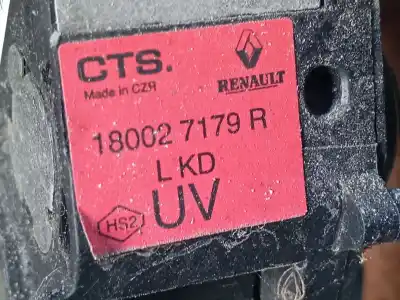 CTS.
Made in CZR
RENAULT
18002 7179 R
L KD
UV
HS2